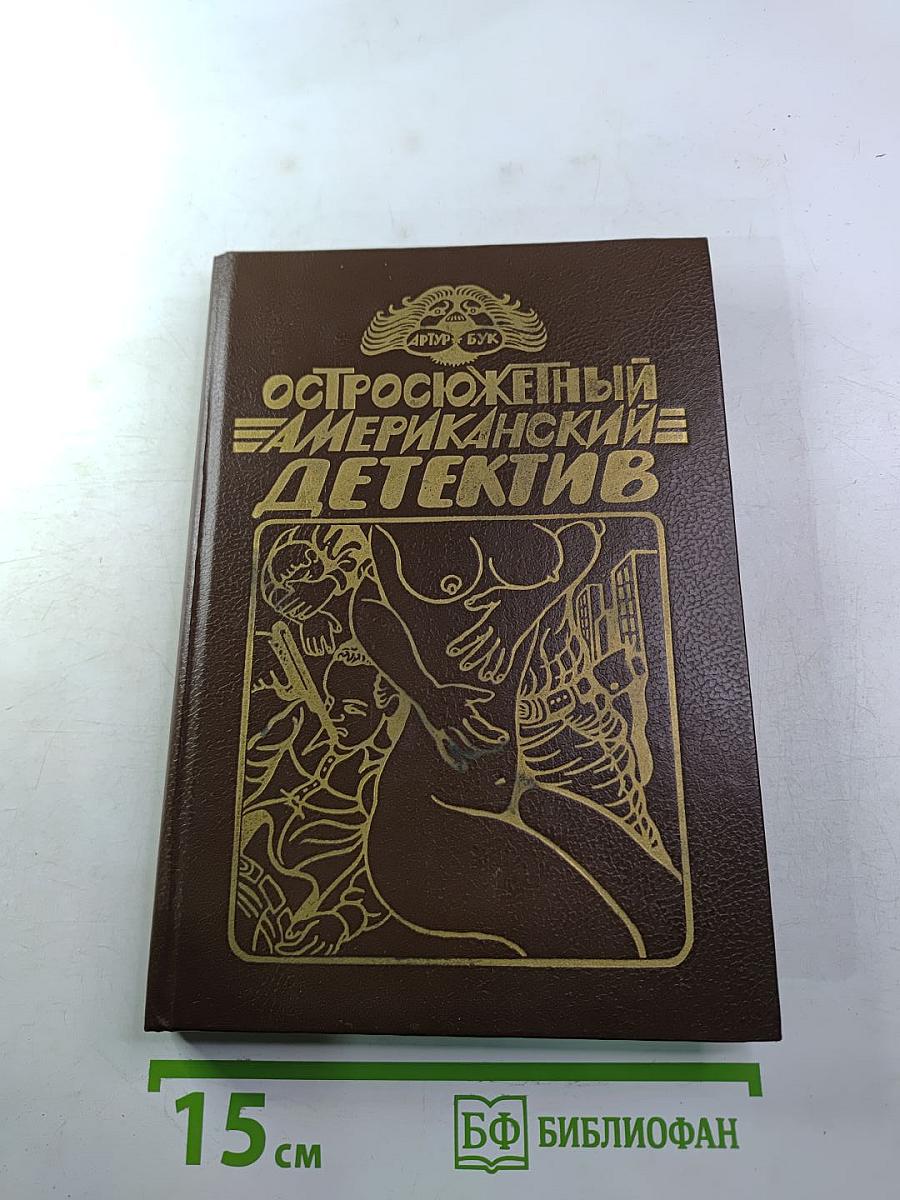 АРТУР БУК
ОСТРОСЮЖЕТНЫЙ
АМЕРИКАНСКИЙ
ДЕТЕКТИВ
15 см
БФ БИБЛИОФАН